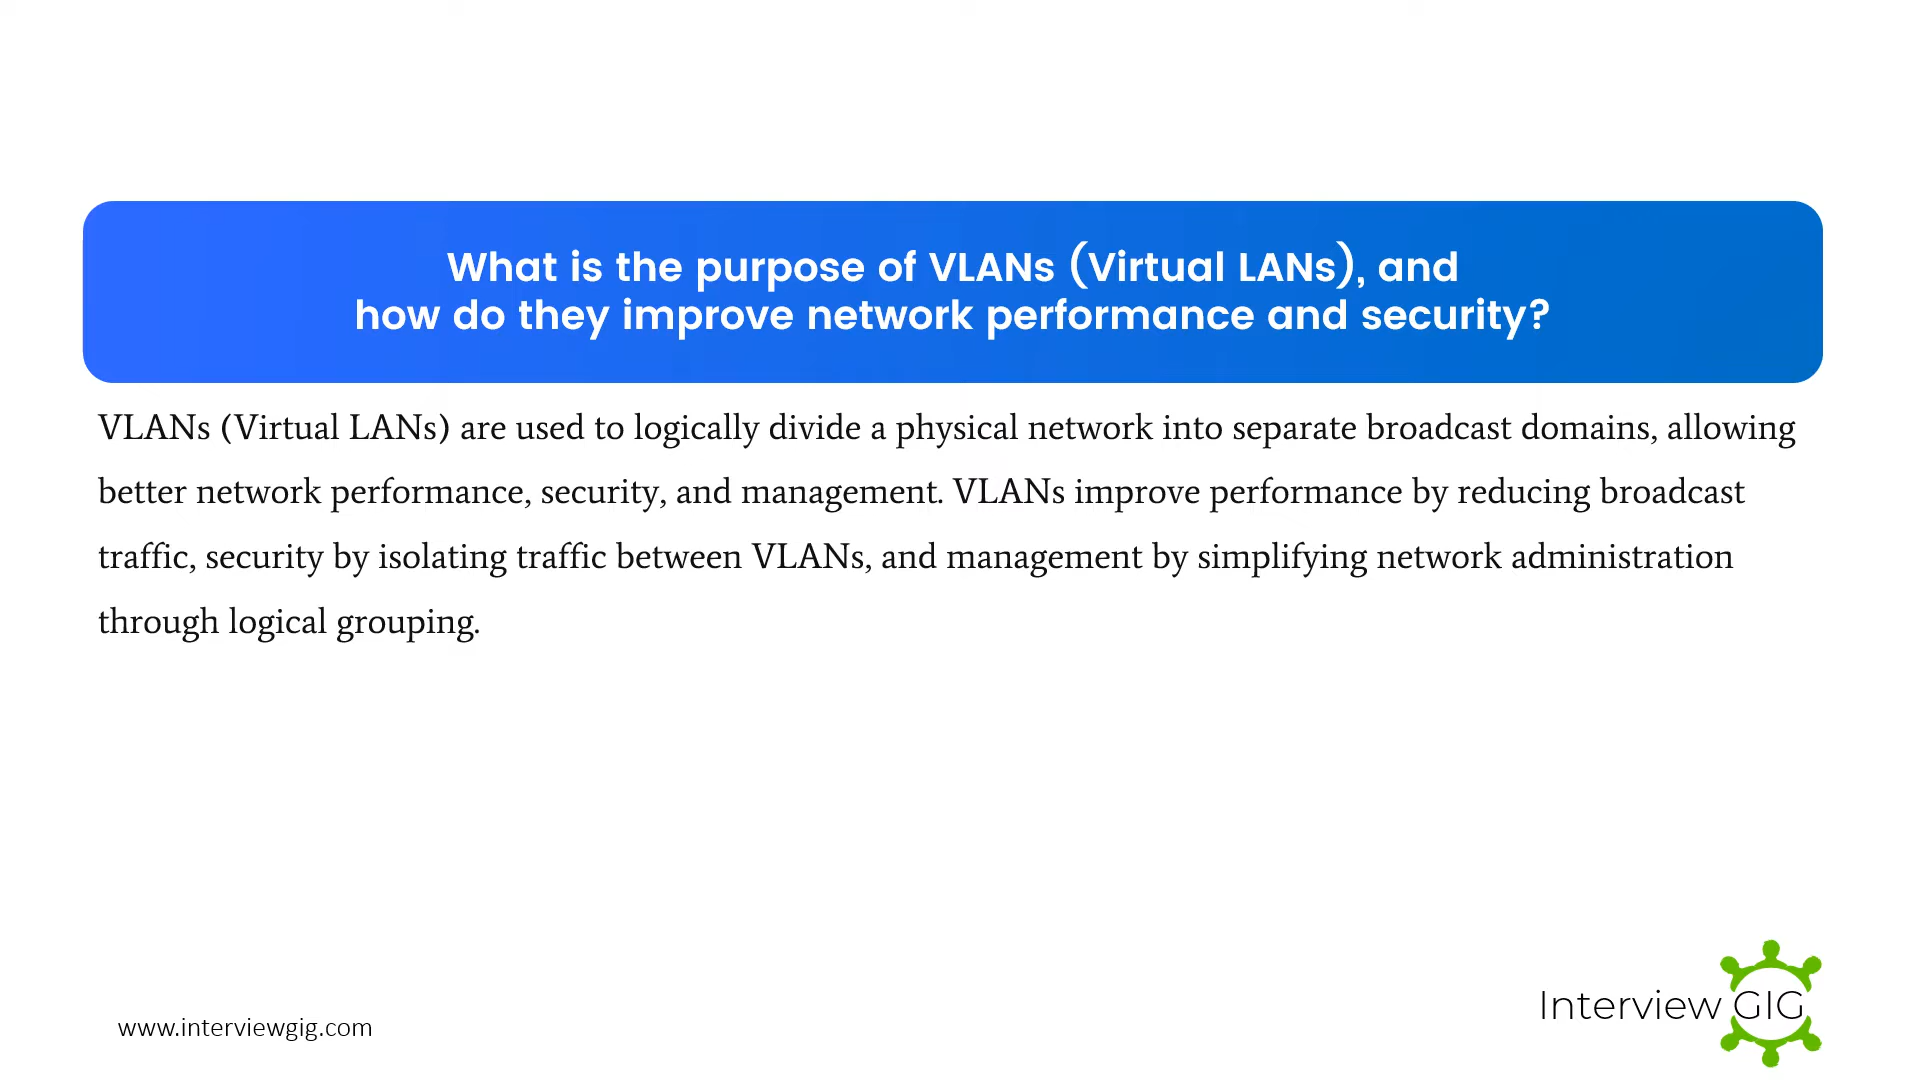 What is the purpose of VLANs (Virtual LANs), and
how do they improve network performance and security?
VLANs (Virtual LANs) are used to logically divide a physical network into separate broadcast domains, allowing
better network performance, security, and management. VLANs improve performance by reducing broadcast
traffic, security by isolating traffic between VLANs, and management by simplifying network administration
through logical grouping.
Interview GIG
www.interviewgig.com